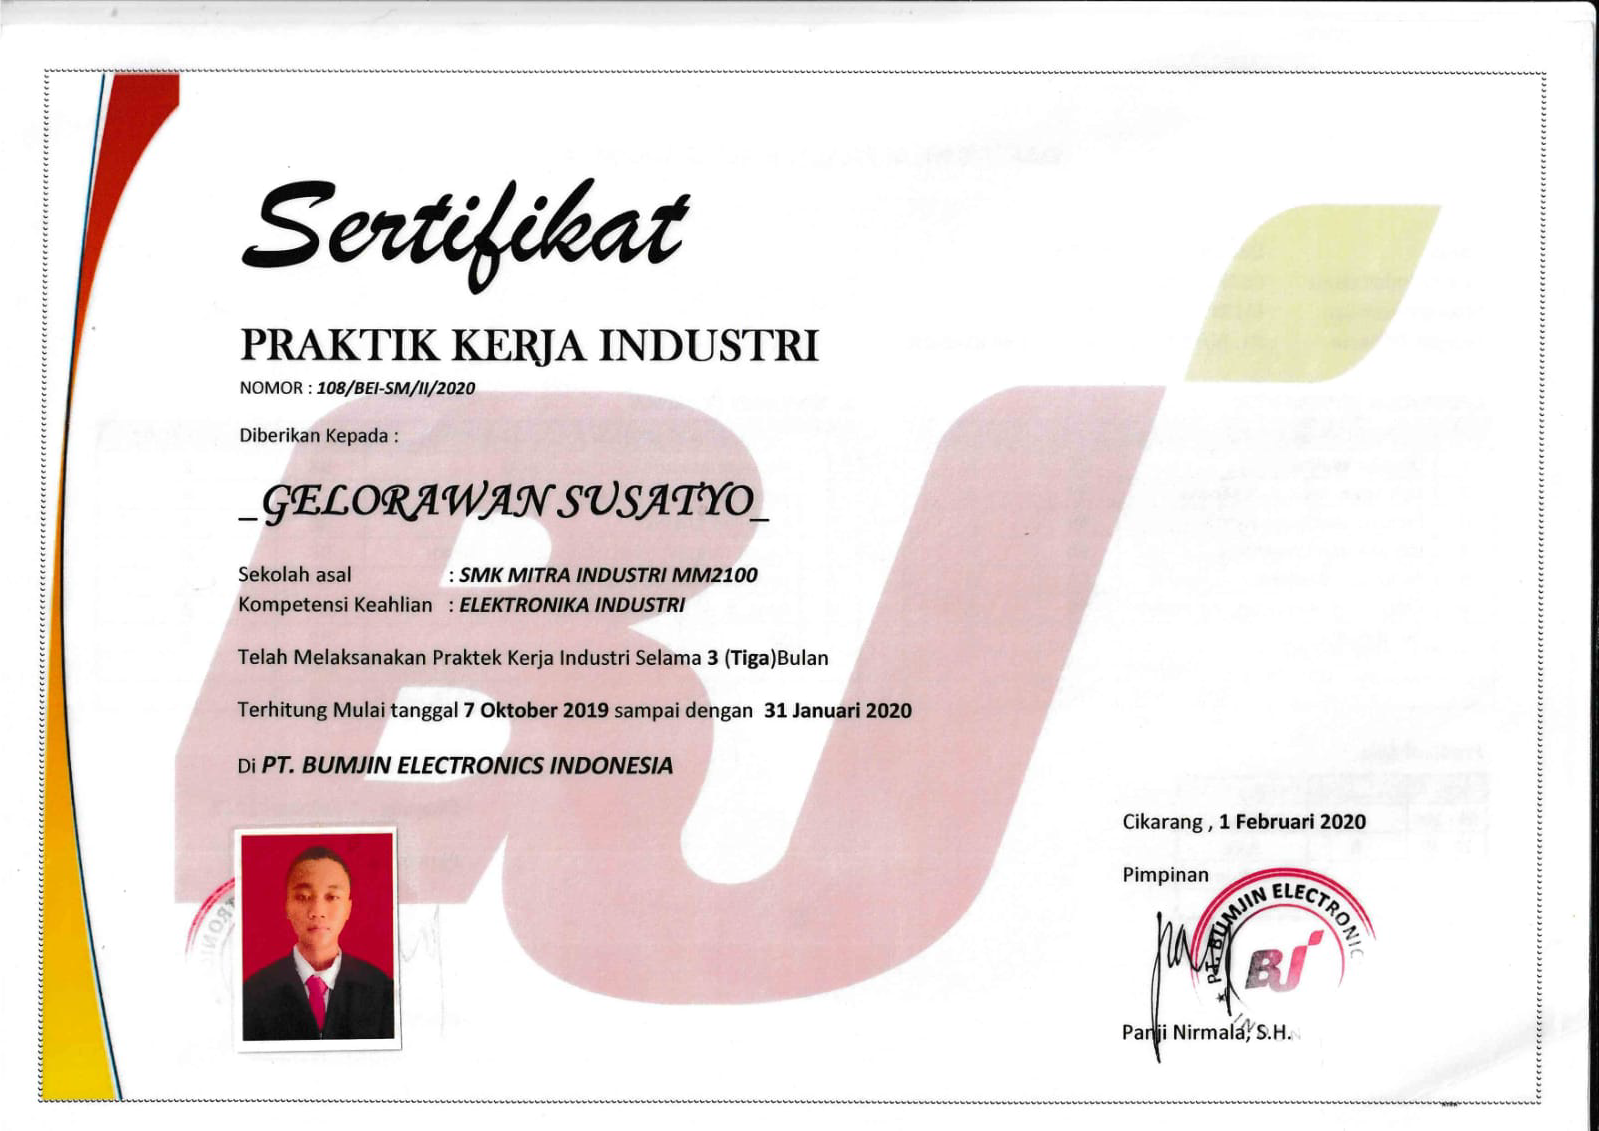 Sertifikat
PRAKTIK KERJA INDUSTRI
NOMOR : 108/BEI-SM/II/2020
Diberikan Kepada :
_GELORAWAN SUSATYO_
Sekolah asal : SMK MITRA INDUSTRI MM2100
Kompetensi Keahlian : ELEKTRONIKA INDUSTRI
Telah Melaksanakan Praktek Kerja Industri Selama 3 (Tiga)Bulan
Terhitung Mulai tanggal 7 Oktober 2019 sampai dengan 31 Januari 2020
Di PT. BUMJIN ELECTRONICS INDONESIA
Cikarang , 1 Februari 2020
Pimpinan
PT. BUMJIN ELECTRONIC
BJ
Panji Nirmala, S.H.